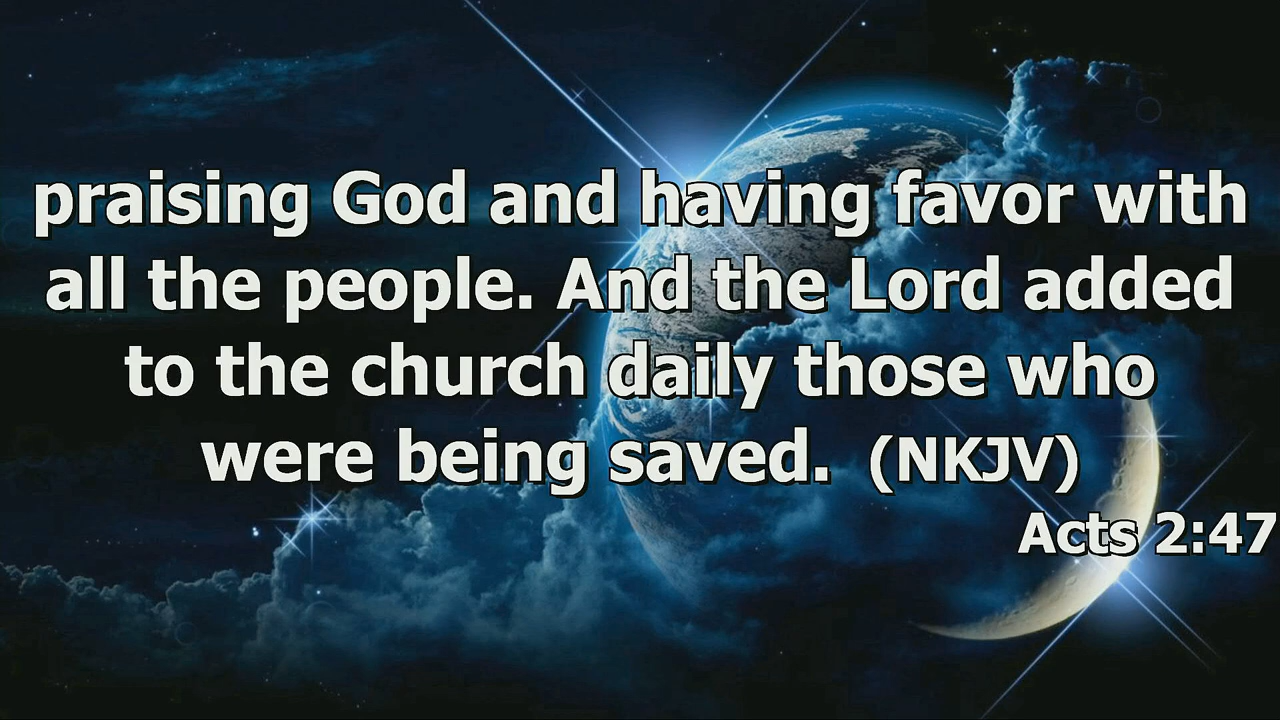 praising God and having favor with
all the people. And the Lord added
to the church daily those who
were being saved. (NKJV)
Acts 2:47